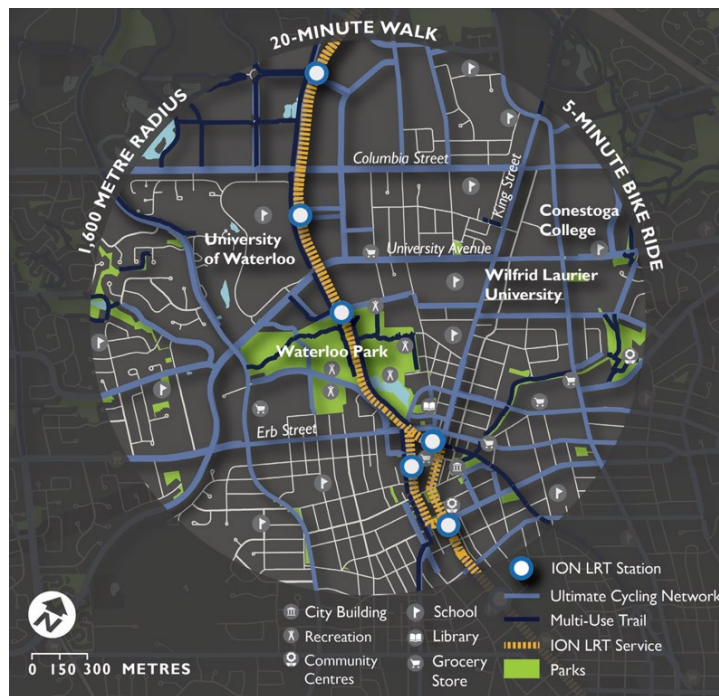 20-MINUTE WALK
1,600 METRE RADIUS
5-MINUTE BIKE RIDE
Columbia Street
King Street
Conestoga
College
University
of Waterloo
University Avenue
Wilfrid Laurier
University
Waterloo Park
Erb Street
N
0 150 300 METRES
City Building
Recreation
Community
Centres
School
Library
Grocery
Store
ION LRT Station
Ultimate Cycling Network
Multi-Use Trail
ION LRT Service
Parks